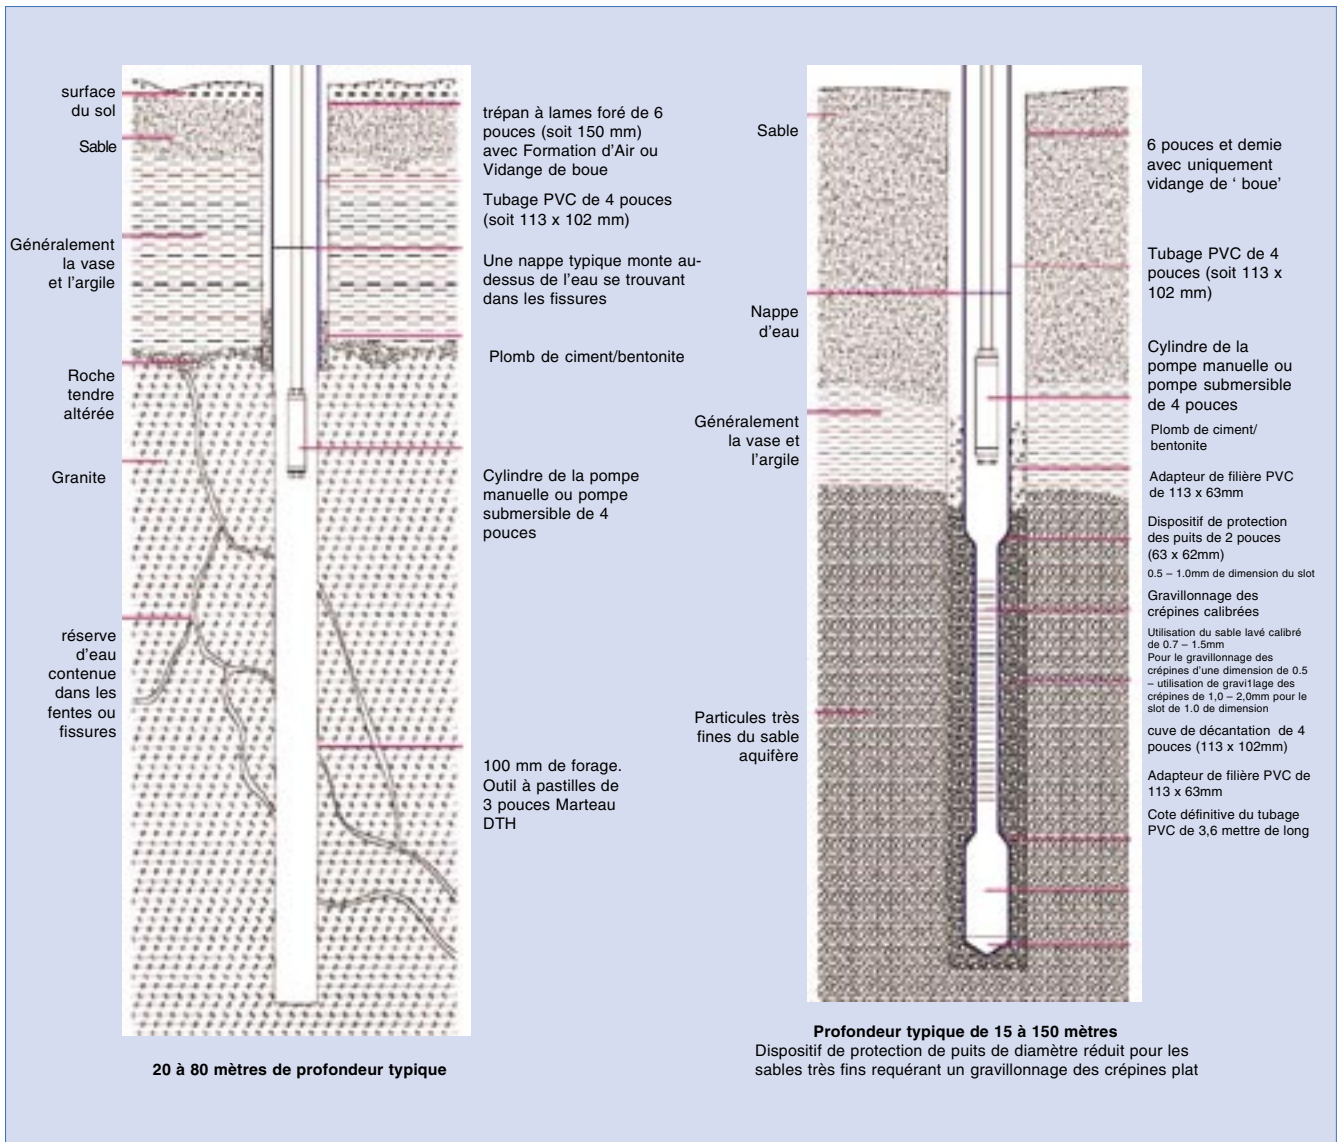 surface
du sol
Sable
Généralement
la vase
et l’argile
Roche
tendre
altérée
Granite
réserve
d’eau
contenue
dans les
fentes ou
fissures
trépan à lames foré de 6
pouces (soit 150 mm)
avec Formation d’Air ou
Vidange de boue
Tubage PVC de 4 pouces
(soit 113 x 102 mm)
Une nappe typique monte au-
dessus de l’eau se trouvant
dans les fissures
Plomb de ciment/bentonite
Cylindre de la pompe
manuelle ou pompe
submersible de 4
pouces
100 mm de forage.
Outil à pastilles de
3 pouces Marteau
DTH
20 à 80 mètres de profondeur typique
Sable
Nappe
d’eau
Généralement
la vase et
l’argile
Particules très
fines du sable
aquifère
6 pouces et demie
avec uniquement
vidange de ‘ boue’
Tubage PVC de 4
pouces (soit 113 x
102 mm)
Cylindre de la
pompe manuelle ou
pompe submersible
de 4 pouces
Plomb de ciment/
bentonite
Adapteur de filière PVC
de 113 x 63mm
Dispositif de protection
des puits de 2 pouces
(63 x 62mm)
0.5 – 1.0mm de dimension du slot
Gravillonnage des
crépines calibrées
Utilisation du sable lavé calibré
de 0.7 – 1.5mm
Pour le gravillonnage des
crépines d’une dimension de 0.5
– utilisation de gravi1lage des
crépines de 1,0 – 2,0mm pour le
slot de 1.0 de dimension
cuve de décantation de 4
pouces (113 x 102mm)
Adapteur de filière PVC de
113 x 63mm
Cote définitive du tubage
PVC de 3,6 mettre de long
Profondeur typique de 15 à 150 mètres
Dispositif de protection de puits de diamètre réduit pour les
sables très fins requérant un gravillonnage des crépines plat